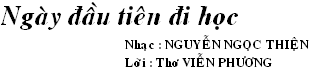 Ngày đầu tiên đi học
Nhạc : NGUYỄN NGỌC THIỆN
Lời : Thơ VIỄN PHƯƠNG